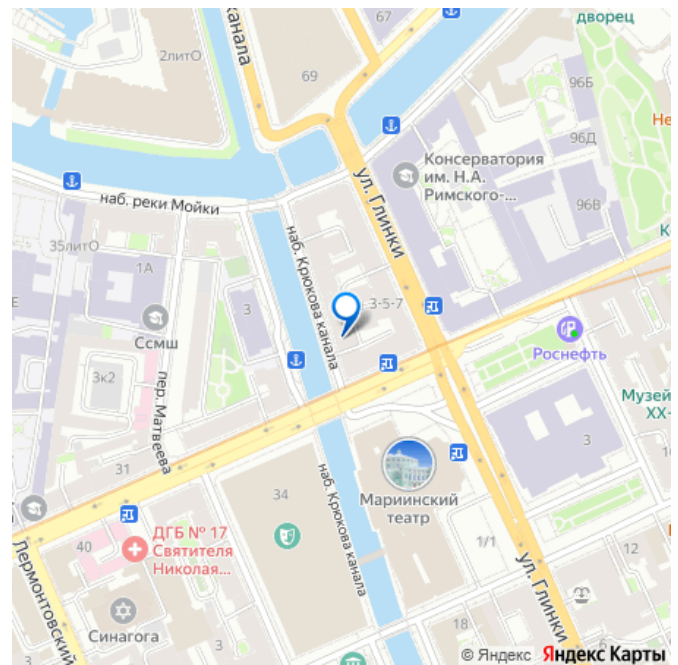 67
дворец
2литО
канала
69
96Б
Не
96Д
Консерватория
им. Н.А.
Римского-...
ул. Глинки
наб. реки Мойки
96В
К
35литО
1А
наб. Крюкова канала
Е
3
3-5-7
Ссмш
Роснефть
3к2
пер. Матвеева
Музей
ХХ-
3
31
Мариинский
театр
34
наб. Крюкова канала
40
ДГБ № 17
Святителя
Николая...
1/1
ул. Глинки
12
Лермонтовский
Синагога
18
3
© Яндекс Яндекс Карты